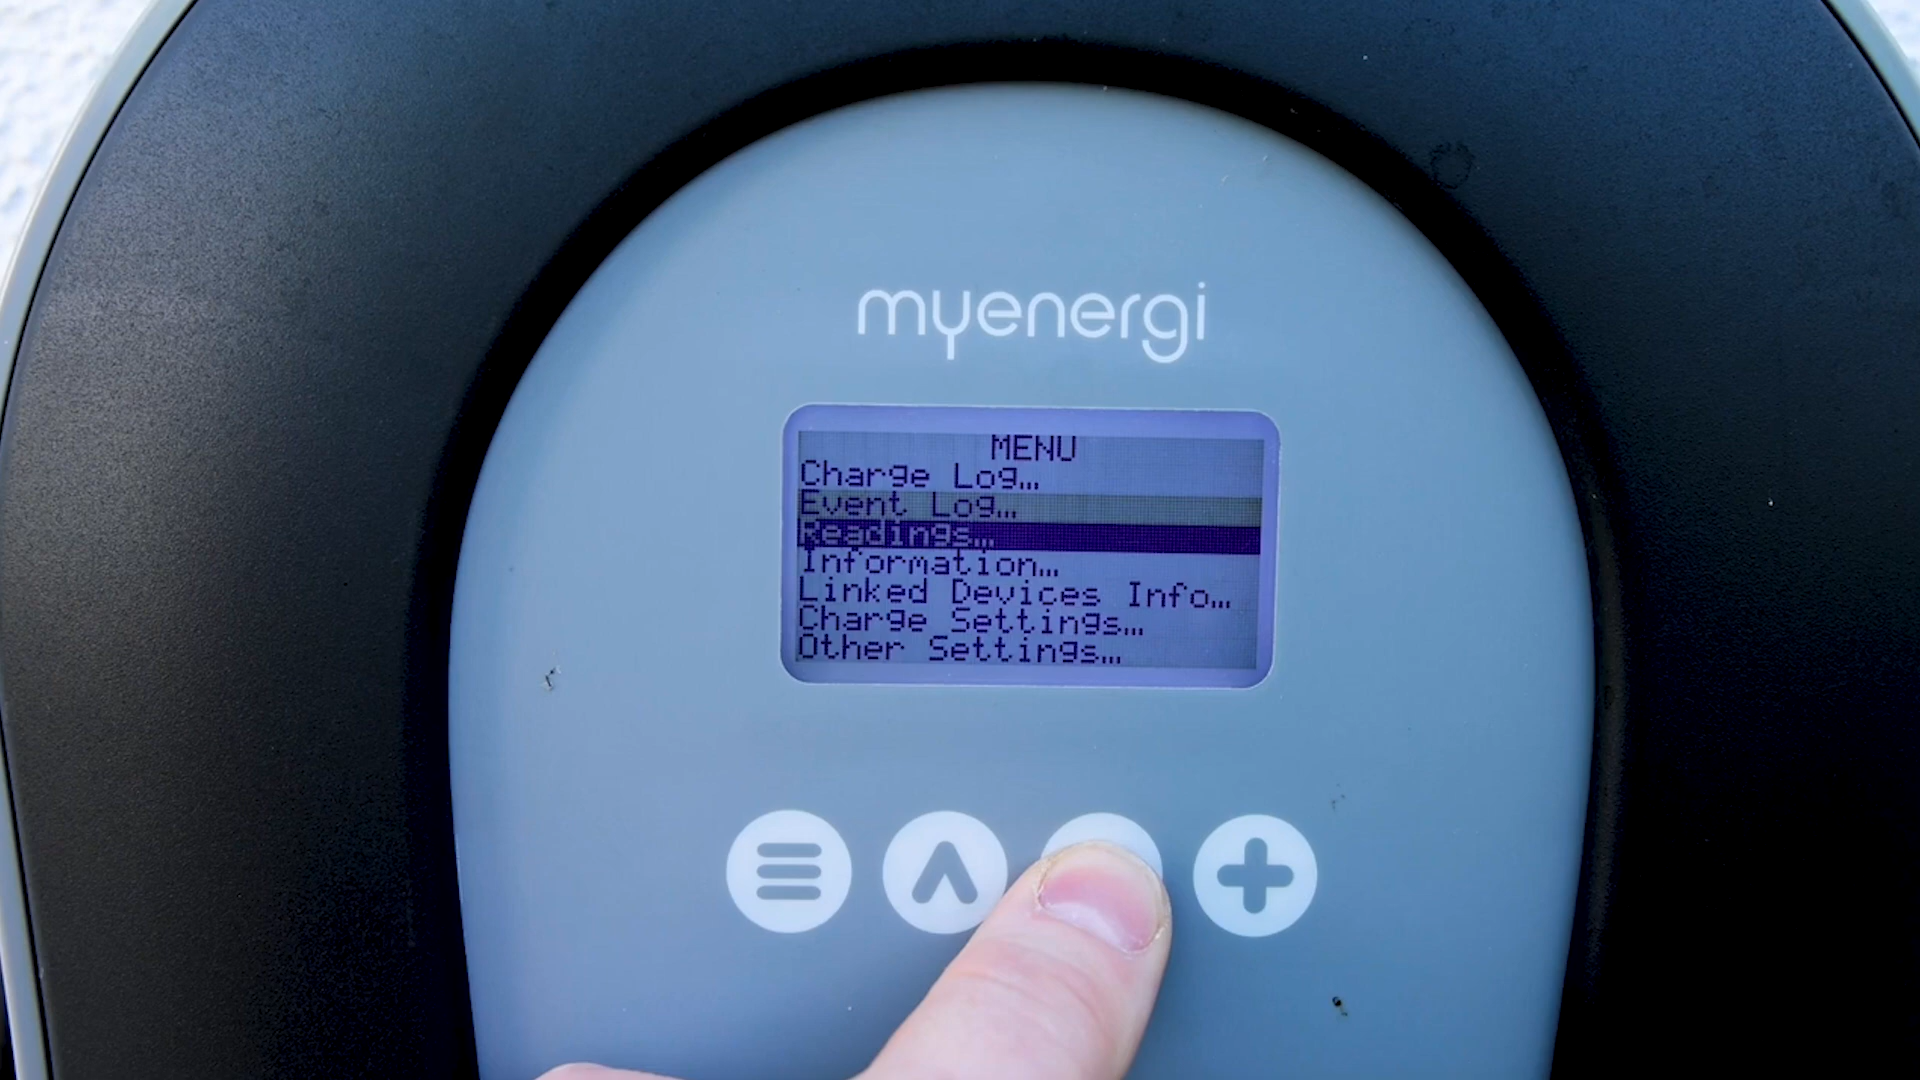 myenergi
MENU
Charge Log…
Event Log…
Readings…
Information…
Linked Devices Info…
Charge Settings…
Other Settings…